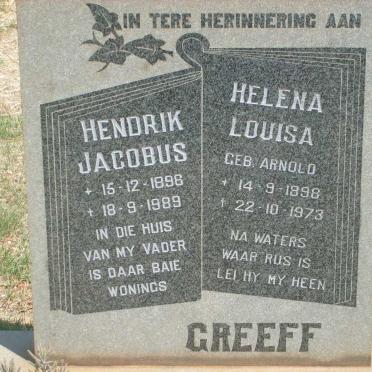 IN TERE HERINNERING AAN
HENDRIK
JACOBUS
+ 15-12-1898
+ 18-9-1989
IN DIE HUIS
VAN MY VADER
IS DAAR BAIE
WONINGS
HELENA
LOUISA
GEB. ARNOLD
+ 14-9-1898
+ 22-10-1973
NA WATERS
WAAR RUS IS
LEI HY MY HEEN
GREEFF